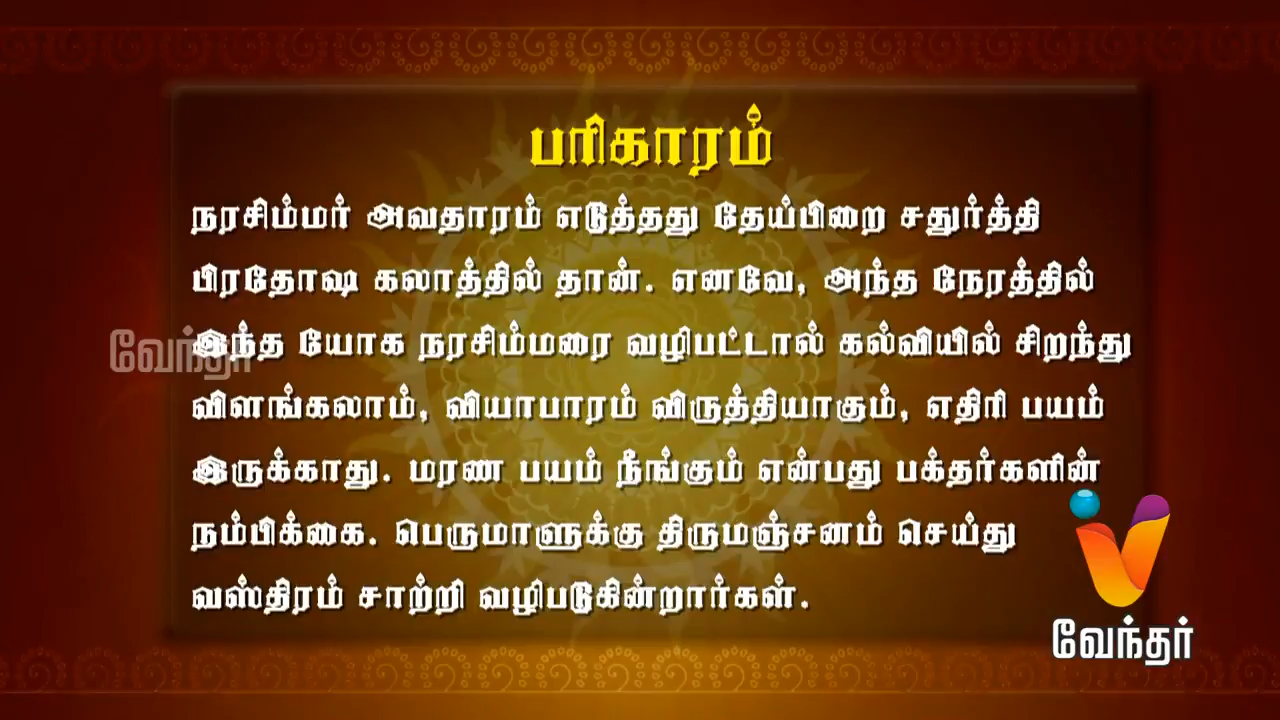 பரிகாரம்
நரசிம்மர் அவதாரம் எடுத்தது தேய்பிறை சதுர்த்தி
பிரதோஷ கலாத்தில் தான். எனவே, அந்த நேரத்தில்
வேந்தர்
இந்த யோக நரசிம்மரை வழிபட்டால் கல்வியில் சிறந்து
விளங்கலாம், வியாபாரம் விருத்தியாகும், எதிரி பயம்
இருக்காது. மரண பயம் நீங்கும் என்பது பக்தர்களின்
நம்பிக்கை. பெருமாளுக்கு திருமஞ்சனம் செய்து
வஸ்திரம் சாற்றி வழிபடுகின்றார்கள்.
வேந்தர்